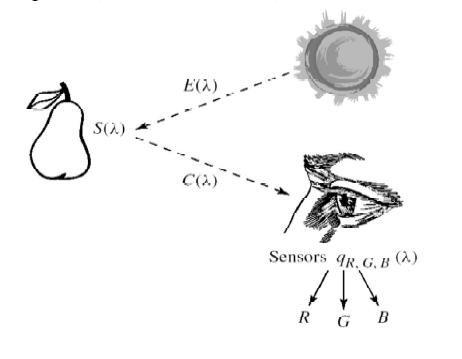 E(λ)
S(λ)
C(λ)
Sensors q_{R, G, B} (λ)
R G B